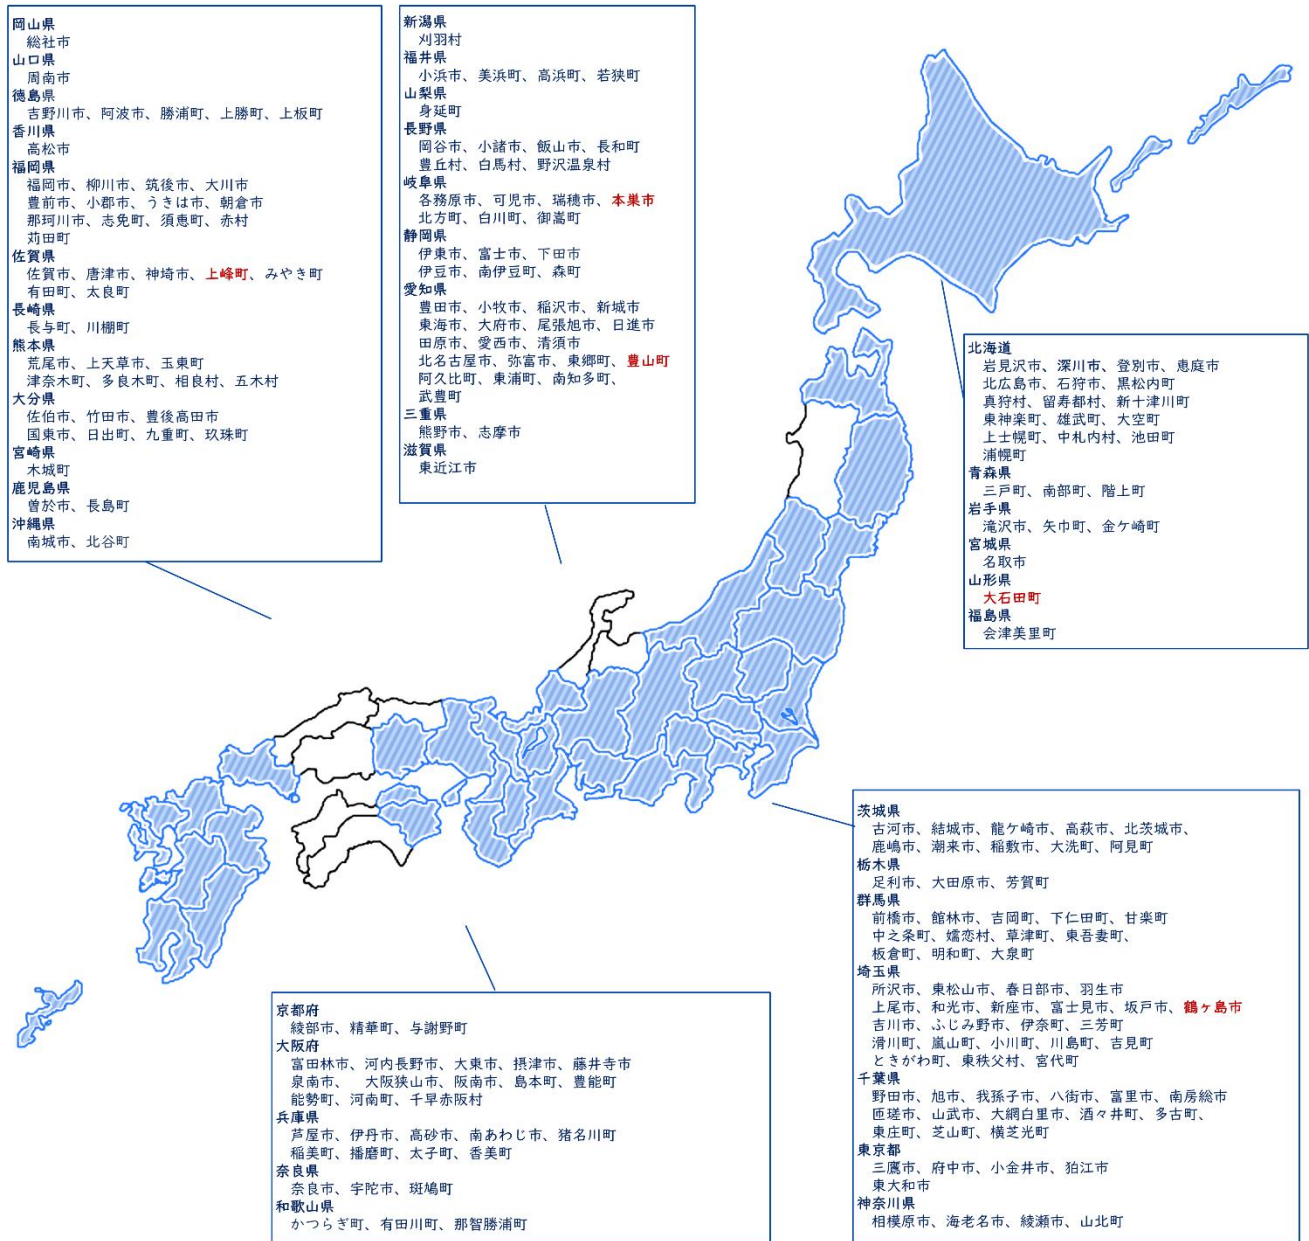 岡山県
総社市
山口県
周南市
徳島県
吉野川市、阿波市、勝浦町、上勝町、上板町
香川県
高松市
福岡県
福岡市、柳川市、筑後市、大川市
豊前市、小郡市、うきは市、朝倉市
那珂川市、志免町、須恵町、赤村
苅田町
佐賀県
佐賀市、唐津市、神埼市、上峰町、みやき町
有田町、太良町
長崎県
長与町、川棚町
熊本県
荒尾市、上天草市、玉東町
津奈木町、多良木町、相良村、五木村
大分県
佐伯市、竹田市、豊後高田市
国東市、日出町、九重町、玖珠町
宮崎県
木城町
鹿児島県
曽於市、長島町
沖縄県
南城市、北谷町
新潟県
刈羽村
福井県
小浜市、美浜町、高浜町、若狭町
山梨県
身延町
長野県
岡谷市、小諸市、飯山市、長和町
豊丘村、白馬村、野沢温泉村
岐阜県
各務原市、可児市、瑞穂市、本巣市
北方町、白川町、御嵩町
静岡県
伊東市、富士市、下田市
伊豆市、南伊豆町、森町
愛知県
豊田市、小牧市、稲沢市、新城市
東海市、大府市、尾張旭市、日進市
田原市、愛西市、清須市
北名古屋市、弥富市、東郷町、豊山町
阿久比町、東浦町、南知多町、
武豊町
三重県
熊野市、志摩市
滋賀県
東近江市
北海道
岩見沢市、深川市、登別市、恵庭市
北広島市、石狩市、黒松内町
真狩村、留寿都村、新十津川町
東神楽町、雄武町、大空町
上士幌町、中札内村、池田町
浦幌町
青森県
三戸町、南部町、階上町
岩手県
滝沢市、矢巾町、金ケ崎町
宮城県
名取市
山形県
大石田町
福島県
会津美里町
茨城県
古河市、結城市、龍ケ崎市、高萩市、北茨城市、
鹿嶋市、潮来市、稲敷市、大洗町、阿見町
栃木県
足利市、大田原市、芳賀町
群馬県
前橋市、館林市、吉岡町、下仁田町、甘楽町
中之条町、嬬恋村、草津町、東吾妻町、
板倉町、明和町、大泉町
埼玉県
所沢市、東松山市、春日部市、羽生市
上尾市、和光市、新座市、富士見市、坂戸市、鶴ヶ島市
吉川市、ふじみ野市、伊奈町、三芳町
滑川町、嵐山町、小川町、川島町、吉見町
ときがわ町、東秩父村、宮代町
千葉県
野田市、旭市、我孫子市、八街市、富里市、南房総市
匝瑳市、山武市、大網白里市、酒々井町、多古町、
東庄町、芝山町、横芝光町
東京都
三鷹市、府中市、小金井市、狛江市
東大和市
神奈川県
相模原市、海老名市、綾瀬市、山北町
京都府
綾部市、精華町、与謝野町
大阪府
富田林市、河内長野市、大東市、摂津市、藤井寺市
泉南市、 大阪狭山市、阪南市、島本町、豊能町
能勢町、河南町、千早赤阪村
兵庫県
芦屋市、伊丹市、高砂市、南あわじ市、猪名川町
稲美町、播磨町、太子町、香美町
奈良県
奈良市、宇陀市、斑鳩町
和歌山県
かつらぎ町、有田川町、那智勝浦町